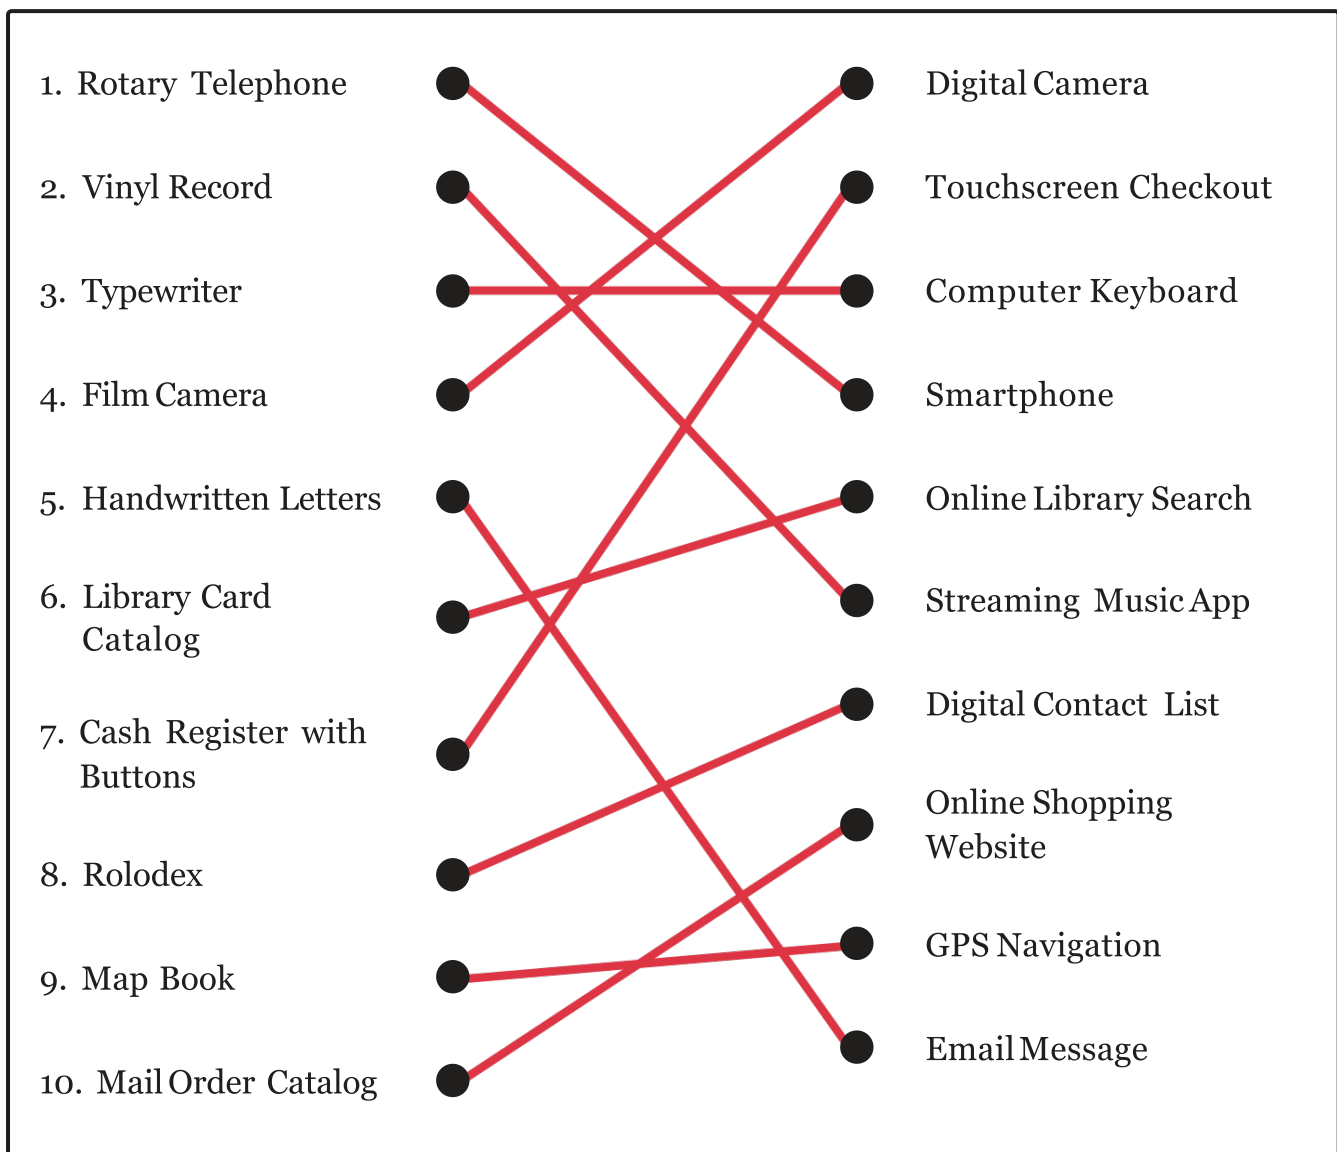 1. Rotary Telephone
Digital Camera
2. Vinyl Record
Touchscreen Checkout
3. Typewriter
Computer Keyboard
4. Film Camera
Smartphone
5. Handwritten Letters
Online Library Search
6. Library Card
Catalog
Streaming Music App
7. Cash Register with
Buttons
Digital Contact List
8. Rolodex
Online Shopping
Website
9. Map Book
GPS Navigation
10. Mail Order Catalog
Email Message